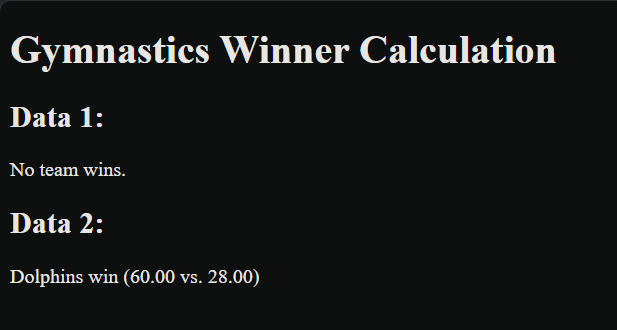 Gymnastics Winner Calculation
Data 1:
No team wins.
Data 2:
Dolphins win (60.00 vs. 28.00)